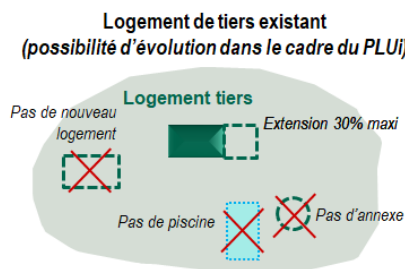 Logement de tiers existant
(possibilité d'évolution dans le cadre du PLUi)
Logement tiers
Pas de nouveau
logement
Extension 30% maxi
Pas de piscine
Pas d'annexe